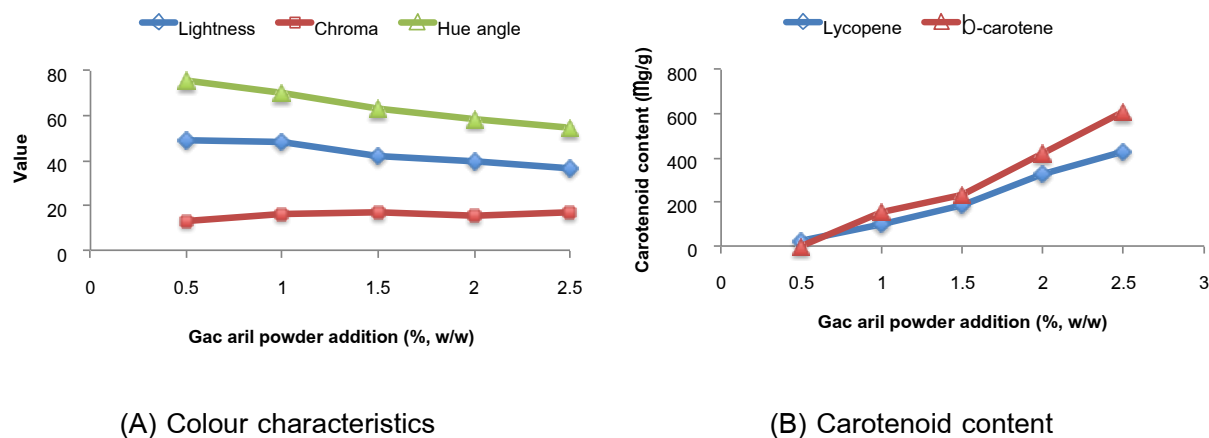 Lightness Chroma Hue angle
80
60
40
20
0
Value
0 0.5 1 1.5 2 2.5
Gac aril powder addition (%, w/w)
(A) Colour characteristics
Lycopene b-carotene
800
600
400
200
0
Carotenoid content (mg/g)
0 0.5 1 1.5 2 2.5 3
Gac aril powder addition (%, w/w)
(B) Carotenoid content